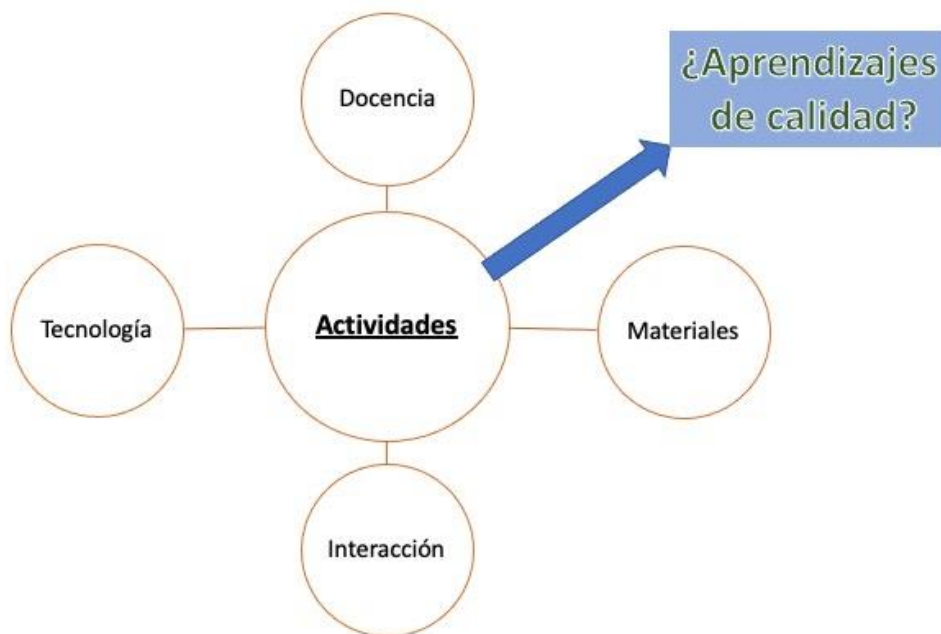 Docencia
¿Aprendizajes
de calidad?
Tecnología
Actividades
Materiales
Interacción